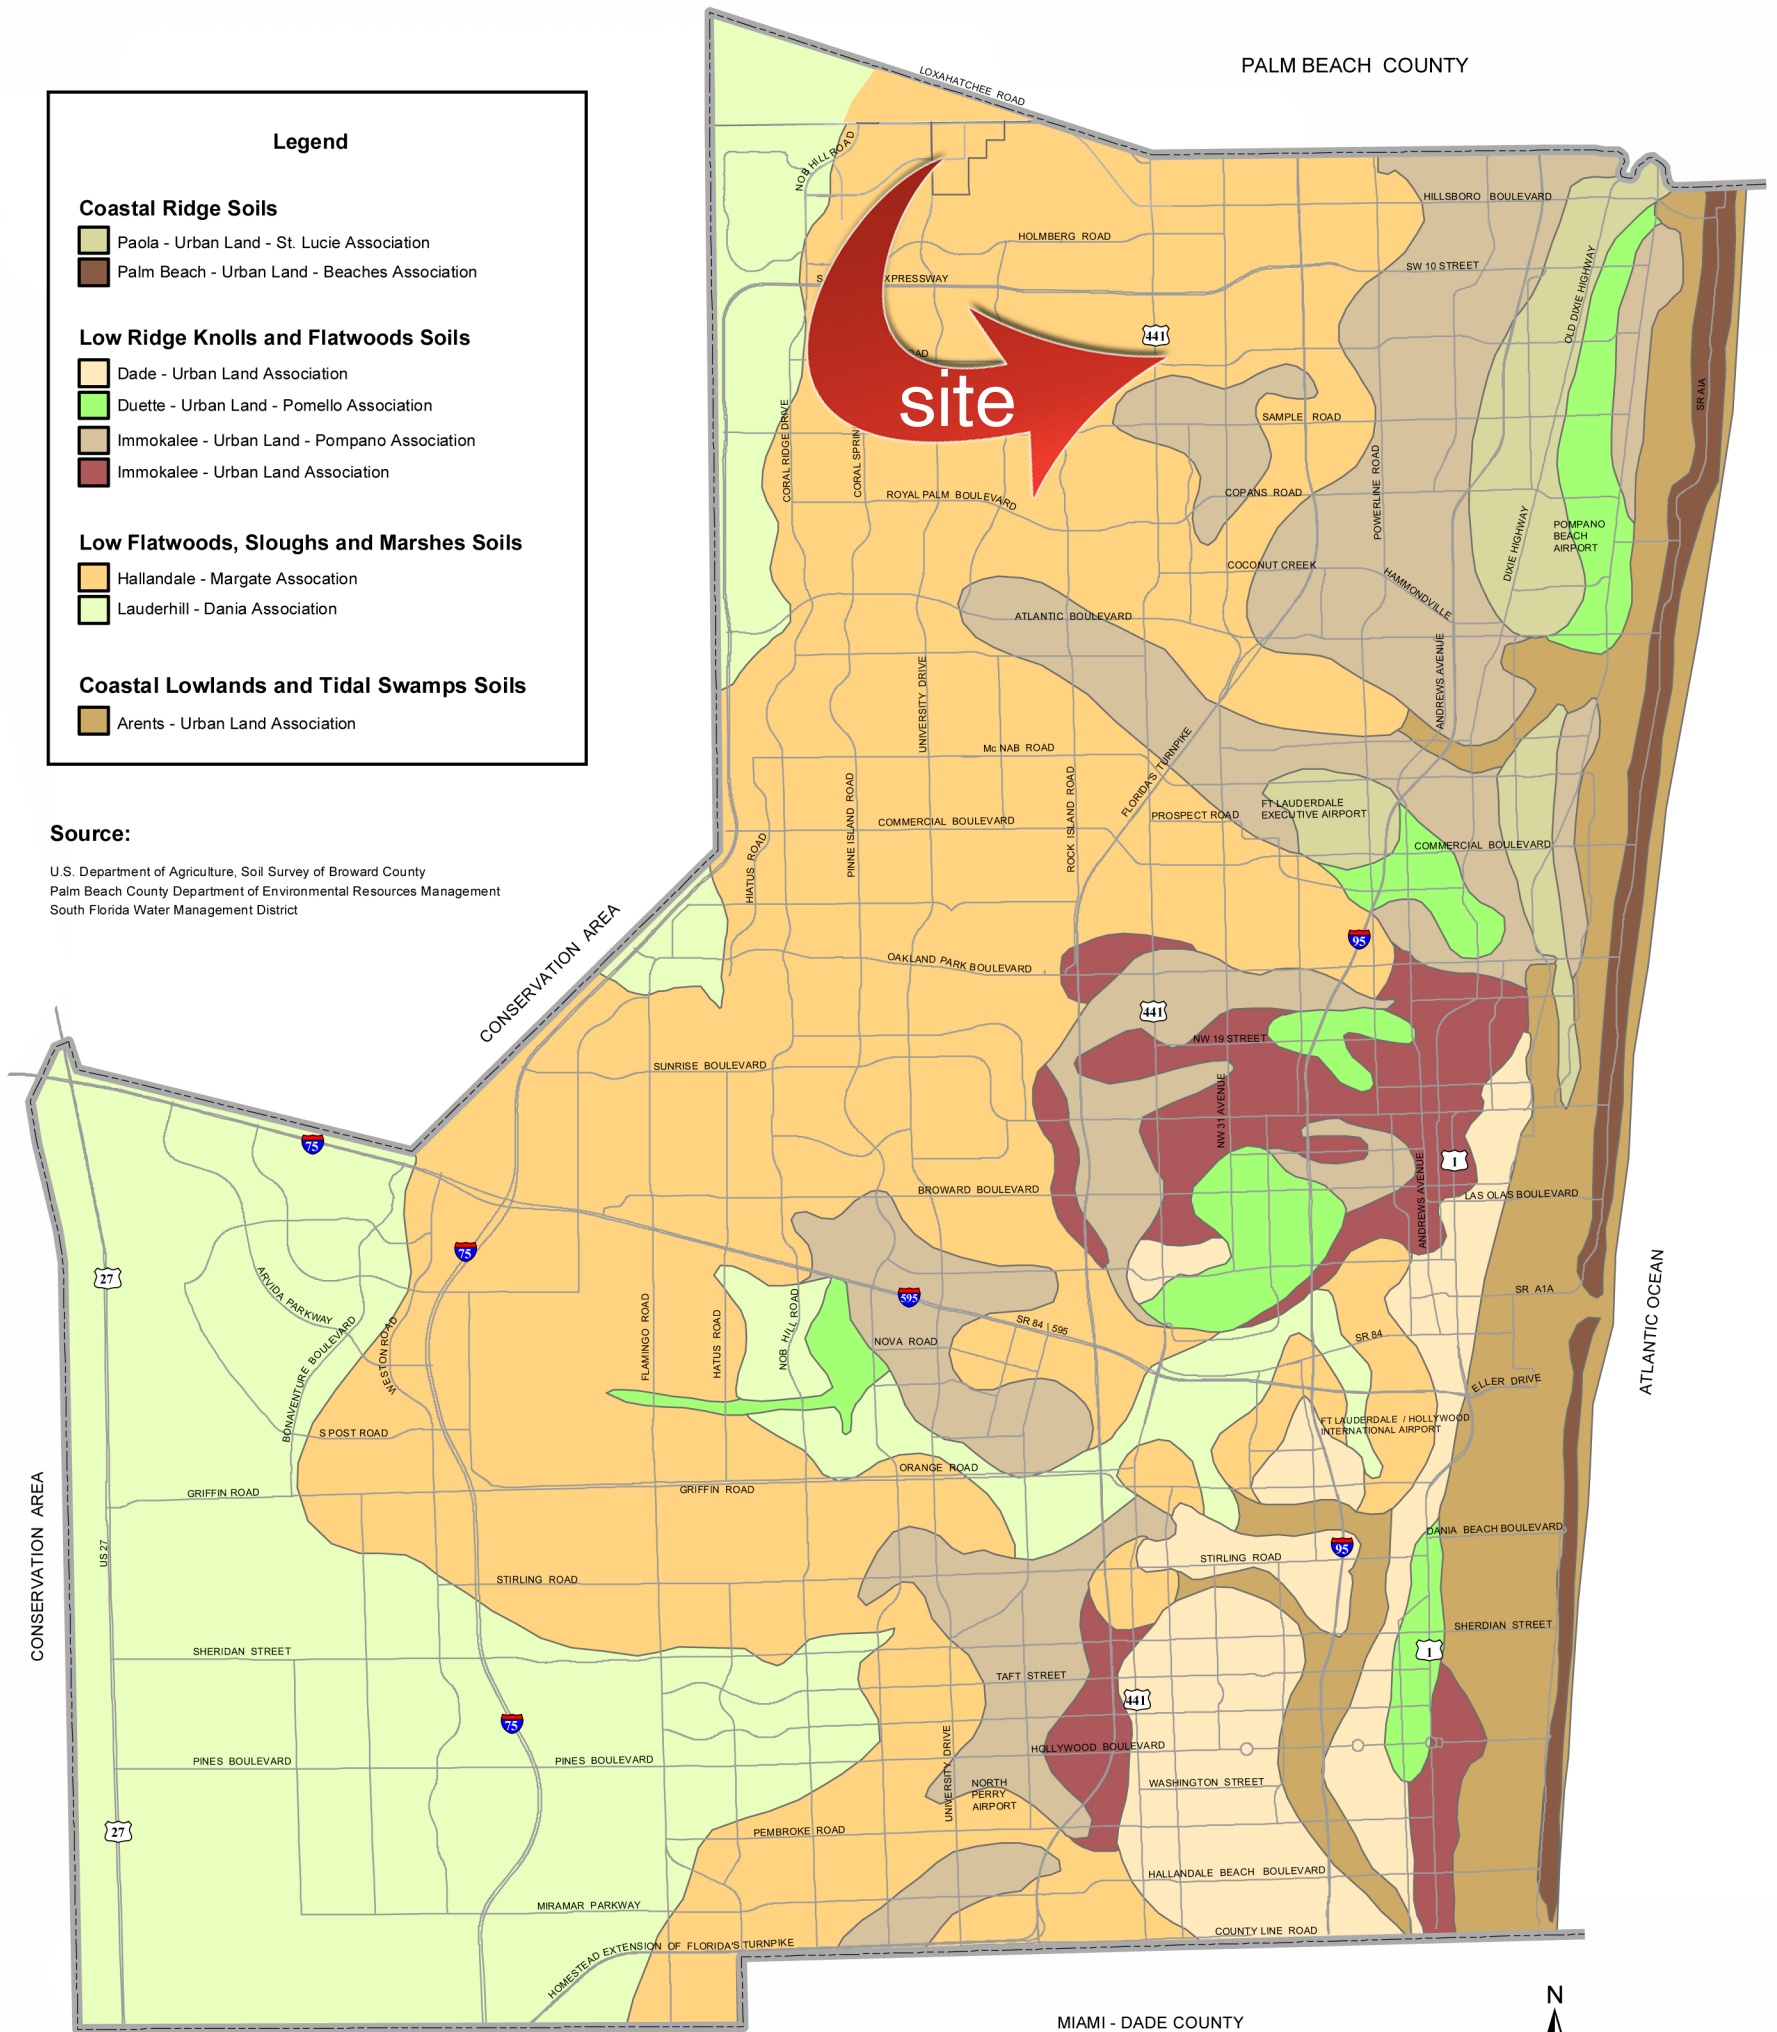 PALM BEACH COUNTY
LOXAHATCHEE ROAD
Legend
Coastal Ridge Soils
Paola - Urban Land - St. Lucie Association
Palm Beach - Urban Land - Beaches Association
Low Ridge Knolls and Flatwoods Soils
Dade - Urban Land Association
Duette - Urban Land - Pomello Association
Immokalee - Urban Land - Pompano Association
Immokalee - Urban Land Association
Low Flatwoods, Sloughs and Marshes Soils
Hallandale - Margate Assocation
Lauderhill - Dania Association
Coastal Lowlands and Tidal Swamps Soils
Arents - Urban Land Association
Source:
U.S. Department of Agriculture, Soil Survey of Broward County
Palm Beach County Department of Environmental Resources Management
South Florida Water Management District
NOB HILL ROAD
HILLSBORO BOULEVARD
HOLMBERG ROAD
SW 10 STREET
S
XPRESSWAY
OLD DIXIE HIGHWAY
441
OAD
site
SR AIA
CORAL RIDGE DRIVE
CORAL SPRIN
SAMPLE ROAD
POWERLINE ROAD
ROYAL PALM BOULEVARD
COPANS ROAD
DIXIE HIGHWAY
POMPANO
BEACH
AIRPORT
COCONUT CREEK
HAMMONDVILLE
ATLANTIC BOULEVARD
ANDREWS AVENUE
UNIVERSITY DRIVE
Mc NAB ROAD
FLORIDA'S TURNPIKE
PINNE ISLAND ROAD
ROCK ISLAND ROAD
FT LAUDERDALE
EXECUTIVE AIRPORT
PROSPECT ROAD
COMMERCIAL BOULEVARD
COMMERCIAL BOULEVARD
HIATUS ROAD
CONSERVATION AREA
95
OAKLAND PARK BOULEVARD
441
NW 19 STREET
SUNRISE BOULEVARD
NW 31 AVENUE
75
1
ANDREWS AVENUE
BROWARD BOULEVARD
LAS OLAS BOULEVARD
75
27
ARVIDA PARKWAY
595
SR A1A
ATLANTIC OCEAN
BONAVENTURE BOULEVARD
WESTON ROAD
FLAMINGO ROAD
HATUS ROAD
NOB HILL ROAD
NOVA ROAD
SR 84 | 595
SR 84
ELLER DRIVE
FT LAUDERDALE / HOLLYWOOD
INTERNATIONAL AIRPORT
S POST ROAD
ORANGE ROAD
GRIFFIN ROAD
GRIFFIN ROAD
CONSERVATION AREA
US 27
DANIA BEACH BOULEVARD
95
STIRLING ROAD
STIRLING ROAD
SHERDIAN STREET
SHERIDAN STREET
1
TAFT STREET
441
75
HOLLYWOOD BOULEVARD
PINES BOULEVARD
PINES BOULEVARD
UNIVERSITY DRIVE
NORTH
PERRY
AIRPORT
WASHINGTON STREET
27
PEMBROKE ROAD
HALLANDALE BEACH BOULEVARD
MIRAMAR PARKWAY
COUNTY LINE ROAD
HOMESTEAD EXTENSION OF FLORIDA'S TURNPIKE
N
MIAMI - DADE COUNTY